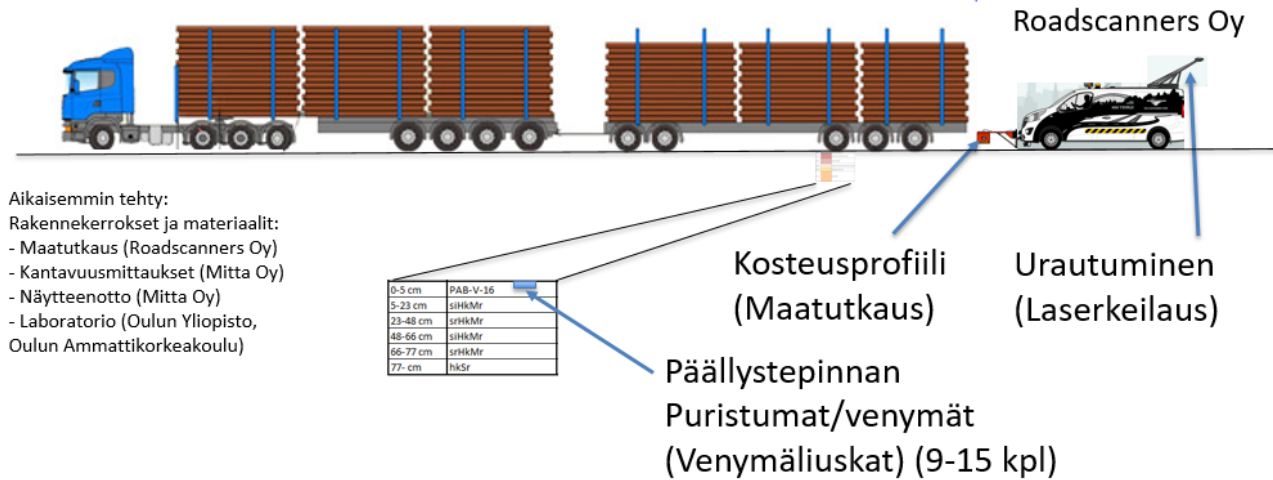 Roadscanners Oy
Aikaisemmin tehty:
Rakennekerrokset ja materiaalit:
- Maatutkaus (Roadscanners Oy)
- Kantavuusmittaukset (Mitta Oy)
- Näytteenotto (Mitta Oy)
- Laboratorio (Oulun Yliopisto,
Oulun Ammattikorkeakoulu)
0-5 cm PAB-V-16
5-23 cm siHkMr
23-48 cm srHkMr
48-66 cm siHkMr
66-77 cm srHkMr
77- cm hkSr
Kosteusprofiili
(Maatutkaus)
Urautuminen
(Laserkeilaus)
Päällystepinnan
Puristumat/venymät
(Venymäliuskat) (9-15 kpl)